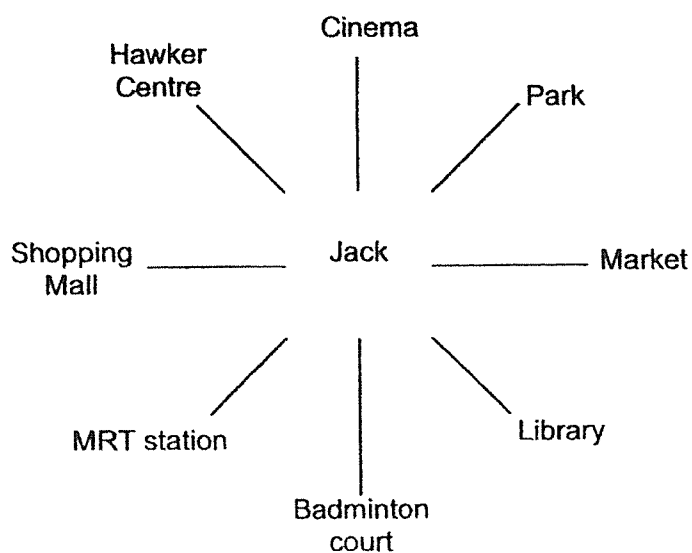 Cinema
Hawker
Centre
Park
Shopping
Mall
Jack
Market
MRT station
Library
Badminton
court